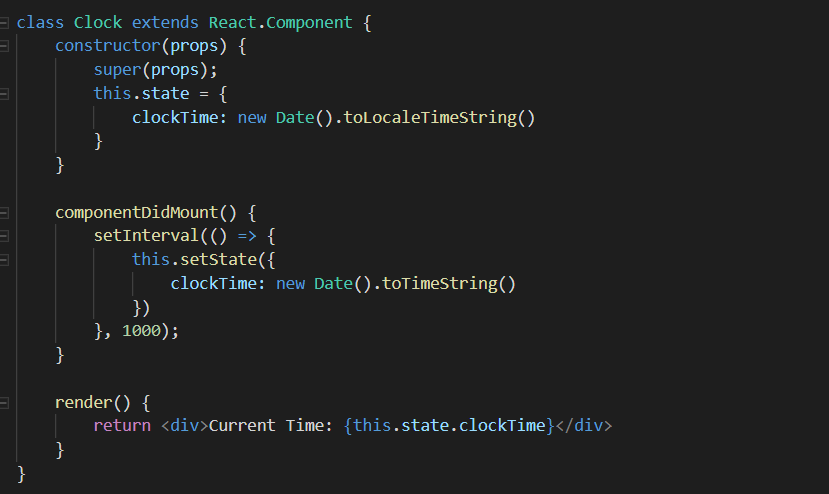 class Clock extends React.Component {
    constructor(props) {
        super(props);
        this.state = {
            clockTime: new Date().toLocaleTimeString()
        }
    }

    componentDidMount() {
        setInterval(() => {
            this.setState({
                clockTime: new Date().toTimeString()
            })
        }, 1000);
    }

    render() {
        return <div>Current Time: {this.state.clockTime}</div>
    }
}